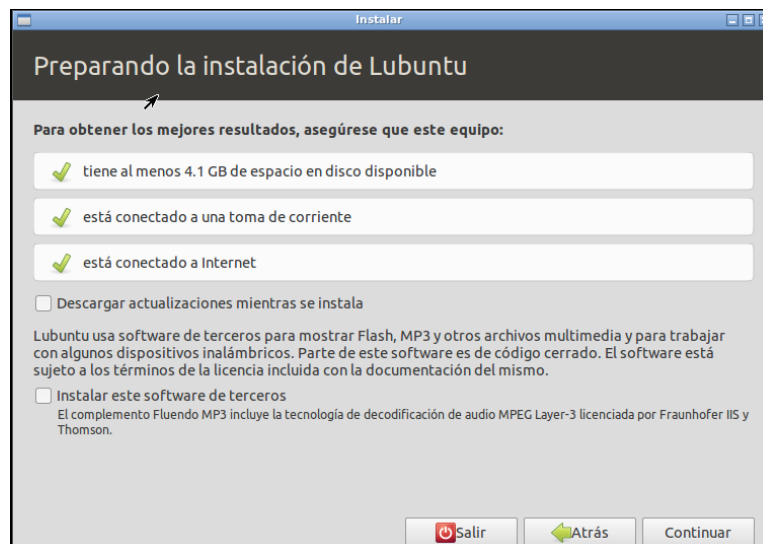 Instalar
Preparando la instalación de Lubuntu
Para obtener los mejores resultados, asegúrese que este equipo:
tiene al menos 4.1 GB de espacio en disco disponible
está conectado a una toma de corriente
está conectado a Internet
Descargar actualizaciones mientras se instala
Lubuntu usa software de terceros para mostrar Flash, MP3 y otros archivos multimedia y para trabajar
con algunos dispositivos inalámbricos. Parte de este software es de código cerrado. El software está
sujeto a los términos de la licencia incluida con la documentación del mismo.
Instalar este software de terceros
El complemento Fluendo MP3 incluye la tecnología de decodificación de audio MPEG Layer-3 licenciada por Fraunhofer IIS y
Thomson.
Salir
Atrás
Continuar